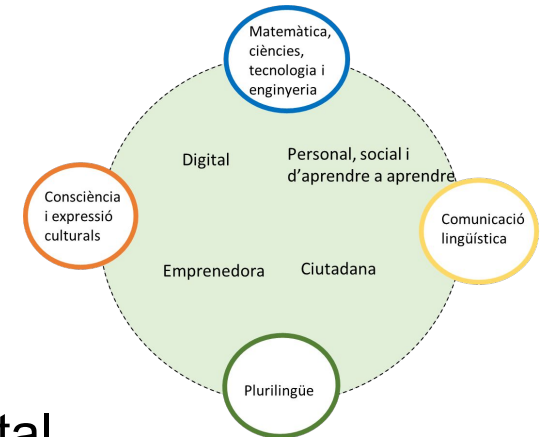 Matemàtica,
ciències,
tecnologia i
enginyeria
Digital
Personal, social i
d'aprendre a aprendre
Consciència
i expressió
culturals
Comunicació
lingüística
Emprenedora
Ciutadana
Plurilingüe